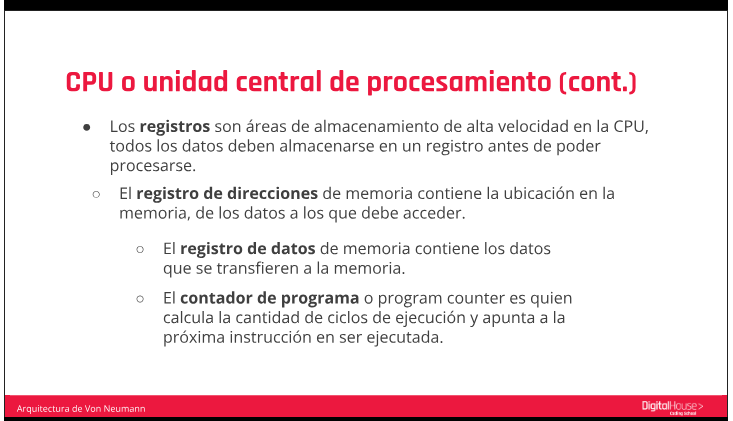 CPU o unidad central de procesamiento (cont.)
● Los registros son áreas de almacenamiento de alta velocidad en la CPU,
todos los datos deben almacenarse en un registro antes de poder
procesarse.
○ El registro de direcciones de memoria contiene la ubicación en la
memoria, de los datos a los que debe acceder.
○ El registro de datos de memoria contiene los datos
que se transfieren a la memoria.
○ El contador de programa o program counter es quien
calcula la cantidad de ciclos de ejecución y apunta a la
próxima instrucción en ser ejecutada.
Arquitectura de Von Neumann
DigitalHouse>
Coding School